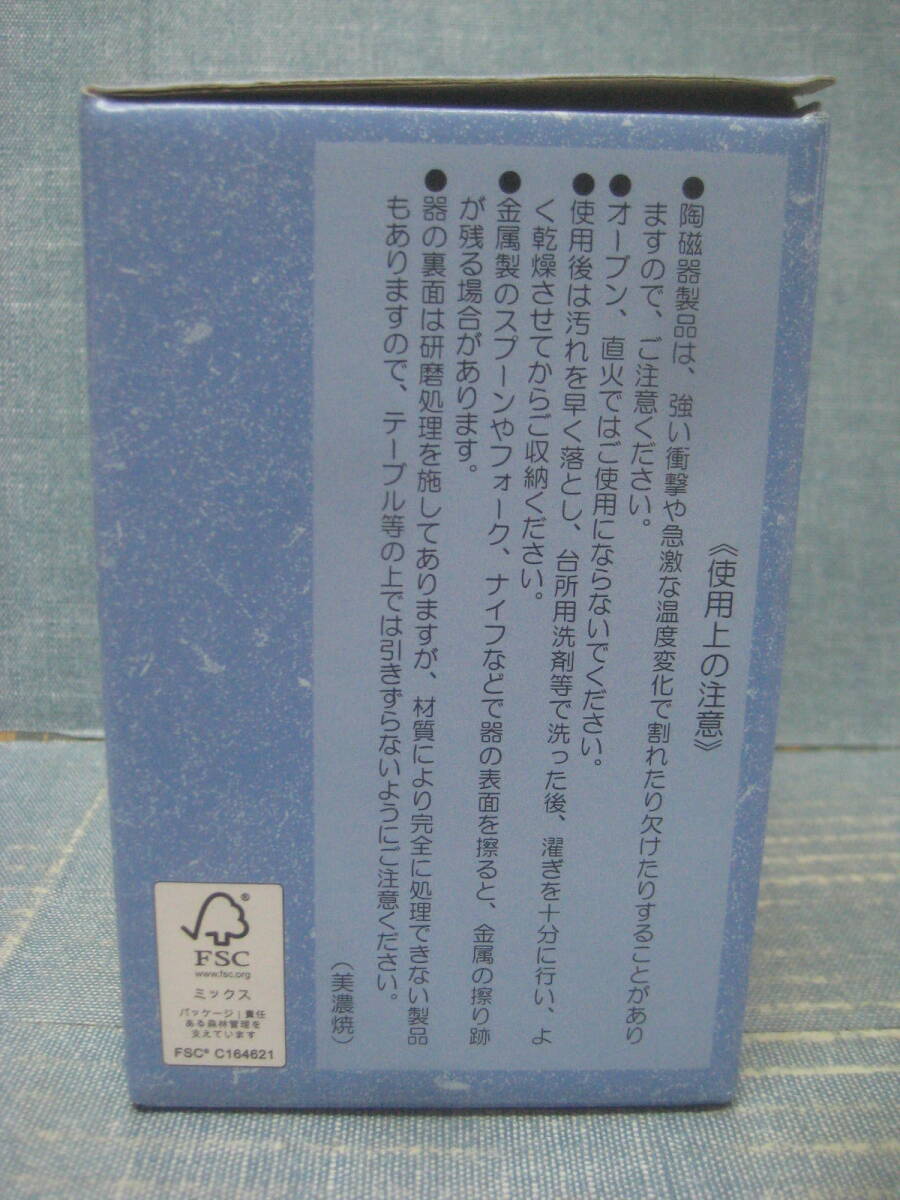 《使用上の注意》
●陶磁器製品は、強い衝撃や急激な温度変化で割れたり欠けたりすることがあり
ますので、ご注意ください。
●オーブン、直火ではご使用にならないでください。
●使用後は汚れを早く落とし、台所用洗剤等で洗った後、濯ぎを十分に行い、よ
く乾燥させてからご収納ください。
●金属製のスプーンやフォーク、ナイフなどで器の表面を擦ると、金属の擦り跡
が残る場合があります。
●器の裏面は研磨処理を施してありますが、材質により完全に処理できない製品
もありますので、テーブル等の上では引きずらないようにご注意ください。
（美濃焼）
®
FSC
www.fsc.org
ミックス
パッケージ｜責任
ある森林管理を
支えています
FSC® C164621